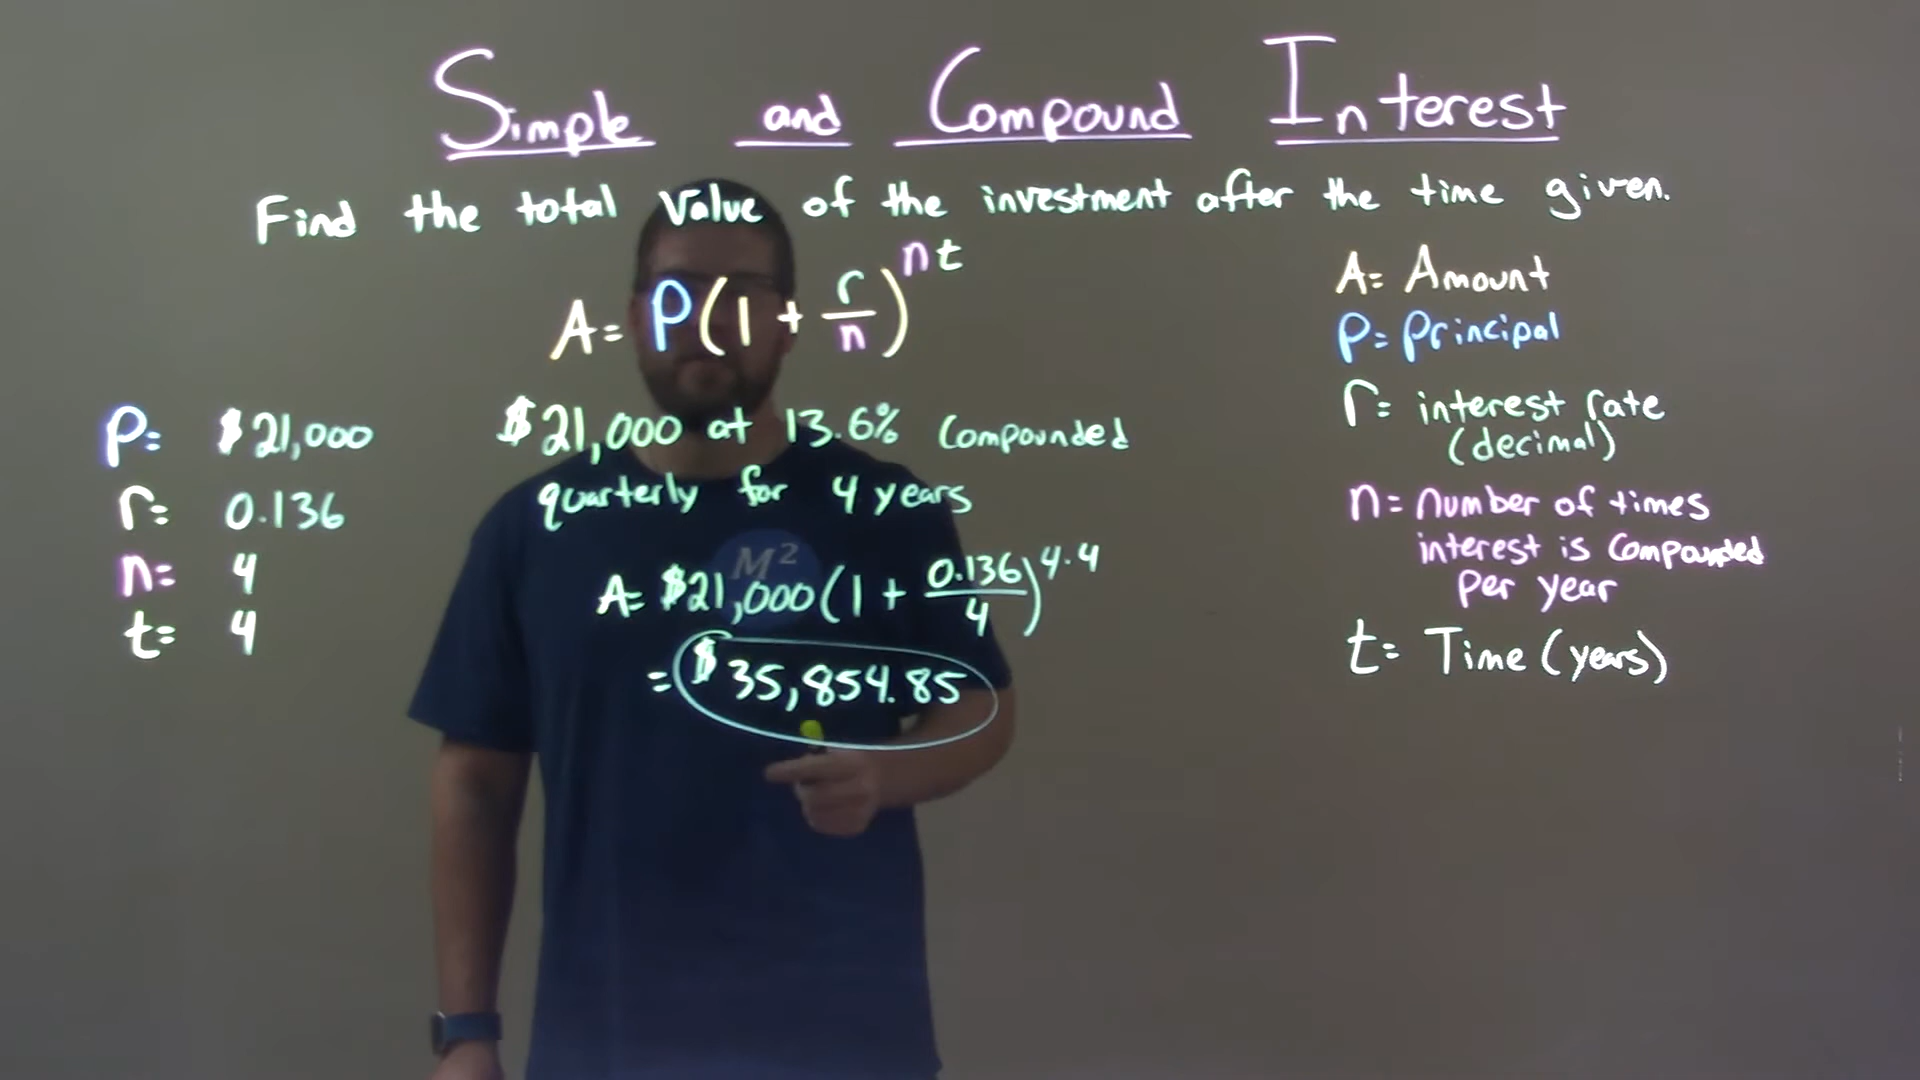 Simple and Compound Interest
Find the total value of the investment after the time given.
A= P(1 + r/n)^nt
P= $21,000
r= 0.136
n= 4
t= 4
$21,000 at 13.6% compounded
quarterly for 4 years
M²
A= $21,000(1 + 0.136/4)^4·4
= $35,854.85
A= Amount
P= Principal
r= interest rate
(decimal)
n= number of times
interest is compounded
per year
t= Time (years)